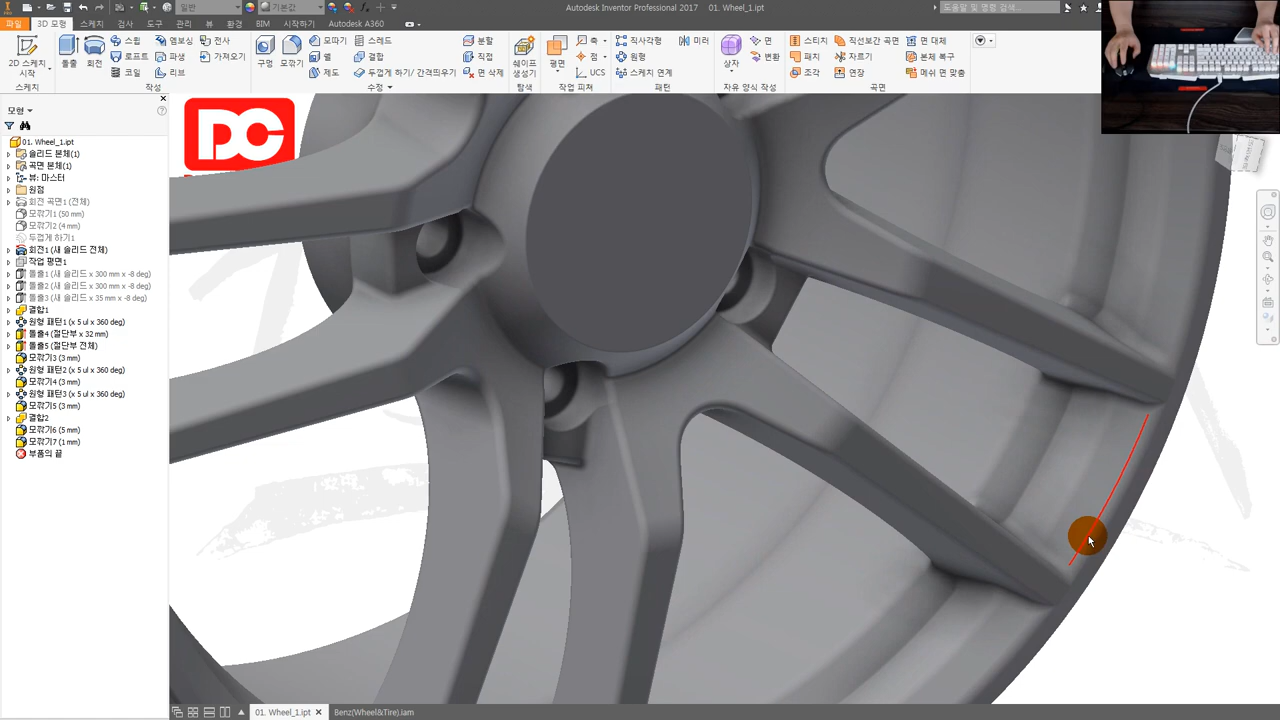 일반 기본값 Autodesk Inventor Professional 2017 01. Wheel_1.ipt 도움말 및 명령 검색...
파일 3D 모형 스케치 검사 도구 관리 뷰 환경 BIM 시작하기 Autodesk A360
2D 스케치 시작
스케치
돌출 회전 스윕 로프트 코일 엠보싱 파생 리브 전사 가져오기
작성
구멍 모깎기 모따기 쉘 제도 스레드 결합 두껍게 하기/간격띄우기 분할 직접 면 삭제
수정
쉐이프 생성기
탐색
평면 축 점 UCS
작업 피쳐
직사각형 원형 스케치 연계 미러
패턴
상자 면 변환
자유 양식 작성
스티치 패치 조각 직선보간 곡면 자르기 연장 면 대체 본체 복구 메쉬 면 맞춤
곡면
모형
01. Wheel_1.ipt
솔리드 본체(1)
곡면 본체(1)
뷰: 마스터
원점
회전 곡면1 (전체)
모깎기1 (50 mm)
모깎기2 (4 mm)
두껍게 하기1
회전1 (새 솔리드 전체)
작업 평면1
돌출1 (새 솔리드 x 300 mm x -8 deg)
돌출2 (새 솔리드 x 300 mm x -8 deg)
돌출3 (새 솔리드 x 35 mm x -8 deg)
결합1
원형 패턴1 (x 5 ul x 360 deg)
돌출4 (절단부 x 32 mm)
돌출5 (절단부 전체)
모깎기3 (3 mm)
원형 패턴2 (x 5 ul x 360 deg)
모깎기4 (3 mm)
원형 패턴3 (x 5 ul x 360 deg)
모깎기5 (3 mm)
결합2
모깎기6 (5 mm)
모깎기7 (1 mm)
부품의 끝
DC
01. Wheel_1.ipt Benz(Wheel&Tire).iam